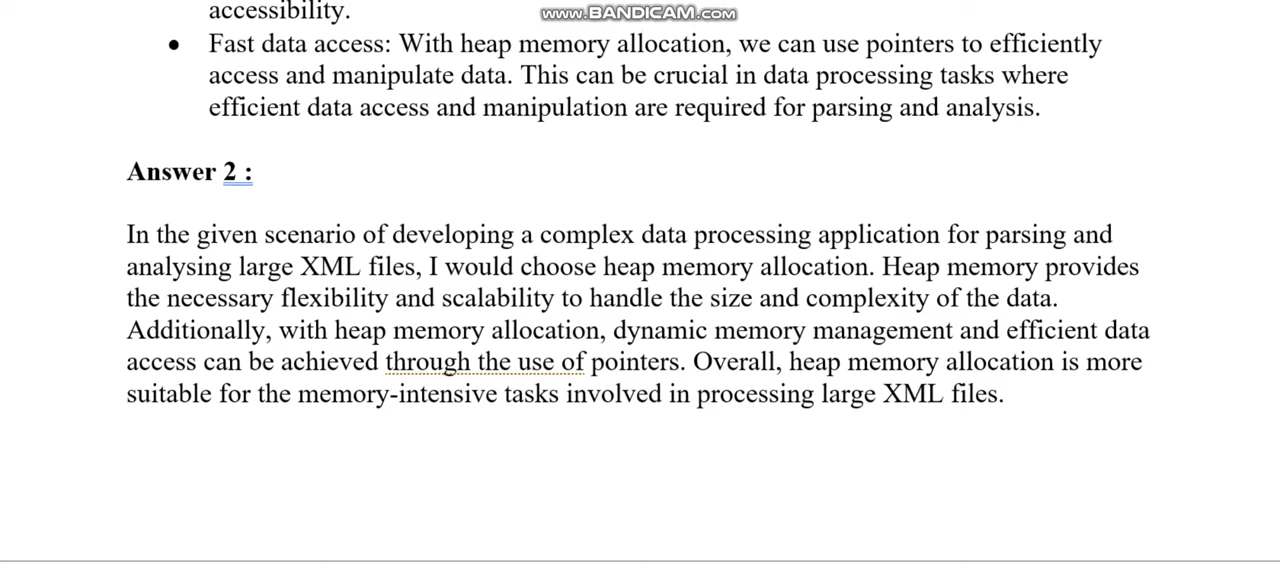 accessibility.
www.BANDICAM.com
• Fast data access: With heap memory allocation, we can use pointers to efficiently
access and manipulate data. This can be crucial in data processing tasks where
efficient data access and manipulation are required for parsing and analysis.
Answer 2 :
In the given scenario of developing a complex data processing application for parsing and
analysing large XML files, I would choose heap memory allocation. Heap memory provides
the necessary flexibility and scalability to handle the size and complexity of the data.
Additionally, with heap memory allocation, dynamic memory management and efficient data
access can be achieved through the use of pointers. Overall, heap memory allocation is more
suitable for the memory-intensive tasks involved in processing large XML files.